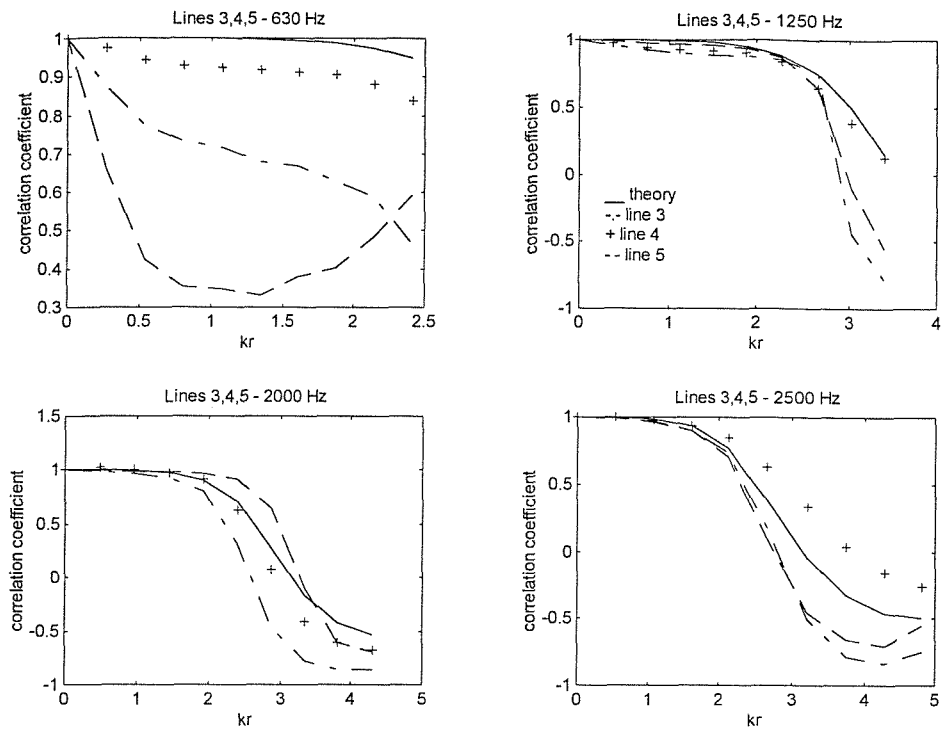 Lines 3,4,5 - 630 Hz
1
0.9
0.8
0.7
0.6
0.5
0.4
0.3
0
0.5
1
1.5
2
2.5
kr
correlation coefficient
Lines 3,4,5 - 1250 Hz
1
0.5
0
-0.5
-1
0
1
2
3
4
kr
correlation coefficient
theory
line 3
line 4
line 5
Lines 3,4,5 - 2000 Hz
1.5
1
0.5
0
-0.5
-1
0
1
2
3
4
5
kr
correlation coefficient
Lines 3,4,5 - 2500 Hz
1
0.5
0
-0.5
-1
0
1
2
3
4
5
kr
correlation coefficient